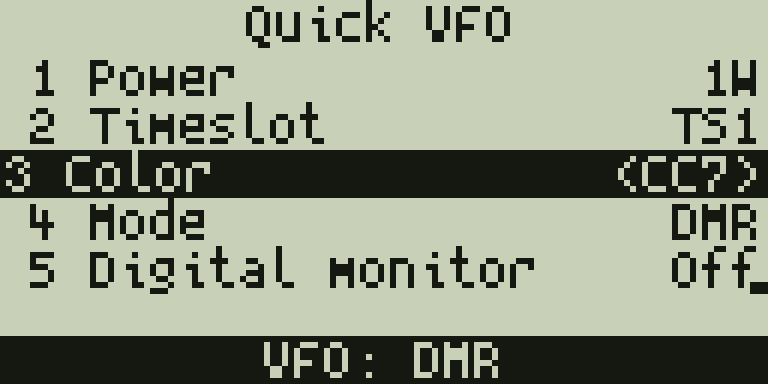 Quick VFO
1 Power 1W
2 Timeslot TS1
3 Color <CC7>
4 Mode DMR
5 Digital monitor Off
VFO: DMR